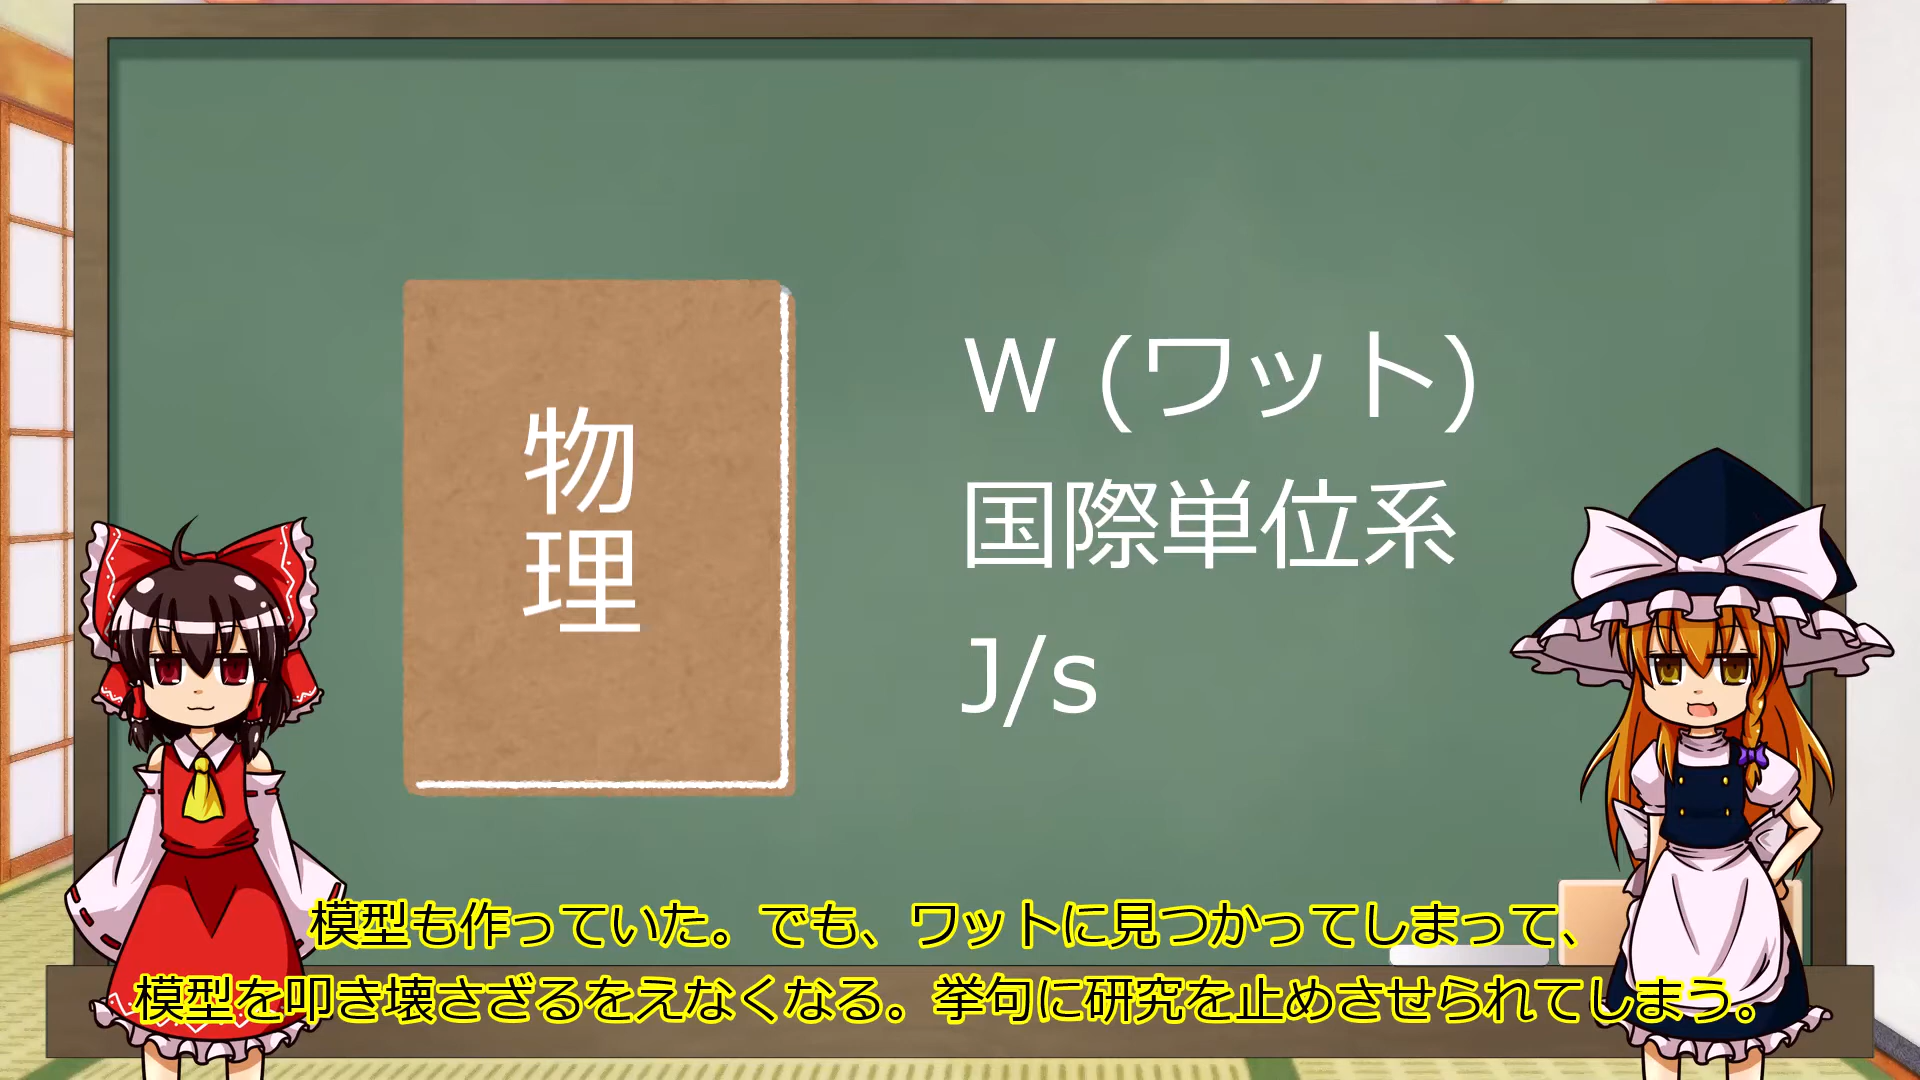 物理
W (ワット)
国際単位系
J/s
模型も作っていた。でも、ワットに見つかってしまって、
模型を叩き壊さざるをえなくなる。挙句に研究を止めさせられてしまう。